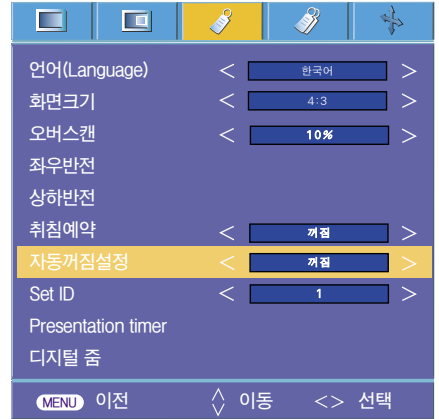 언어(Language) < 한국어 >
화면크기 < 4:3 >
오버스캔 < 10% >
좌우반전
상하반전
취침예약 < 꺼짐 >
자동꺼짐설정 < 꺼짐 >
Set ID < 1 >
Presentation timer
디지털 줌
MENU 이전 이동 <> 선택